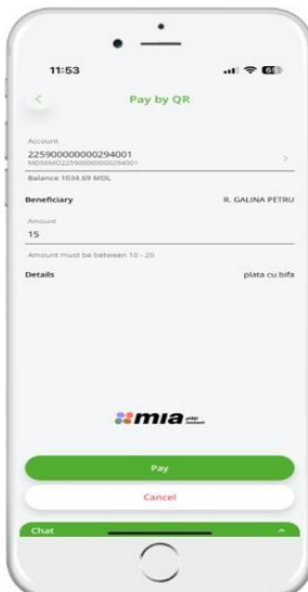 11:53
Pay by QR
Account
225900000000294001
Balance 1034.69 MDL
Beneficiary R. GALINA PETRU
Amount
15
Amount must be between 10 - 20
Details plata cu bifa
mia
Pay
Cancel
Chat